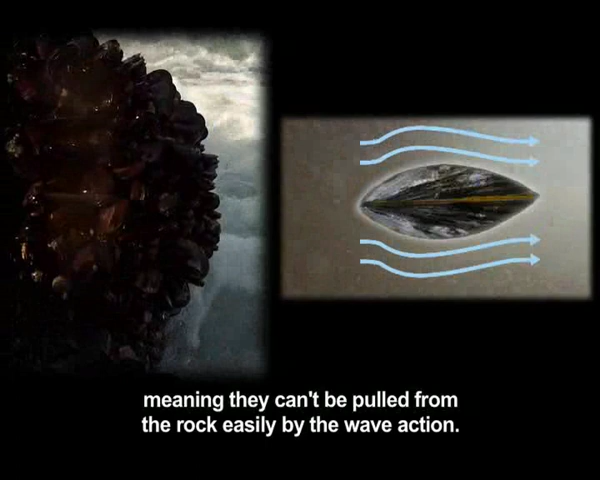 meaning they can't be pulled from
the rock easily by the wave action.